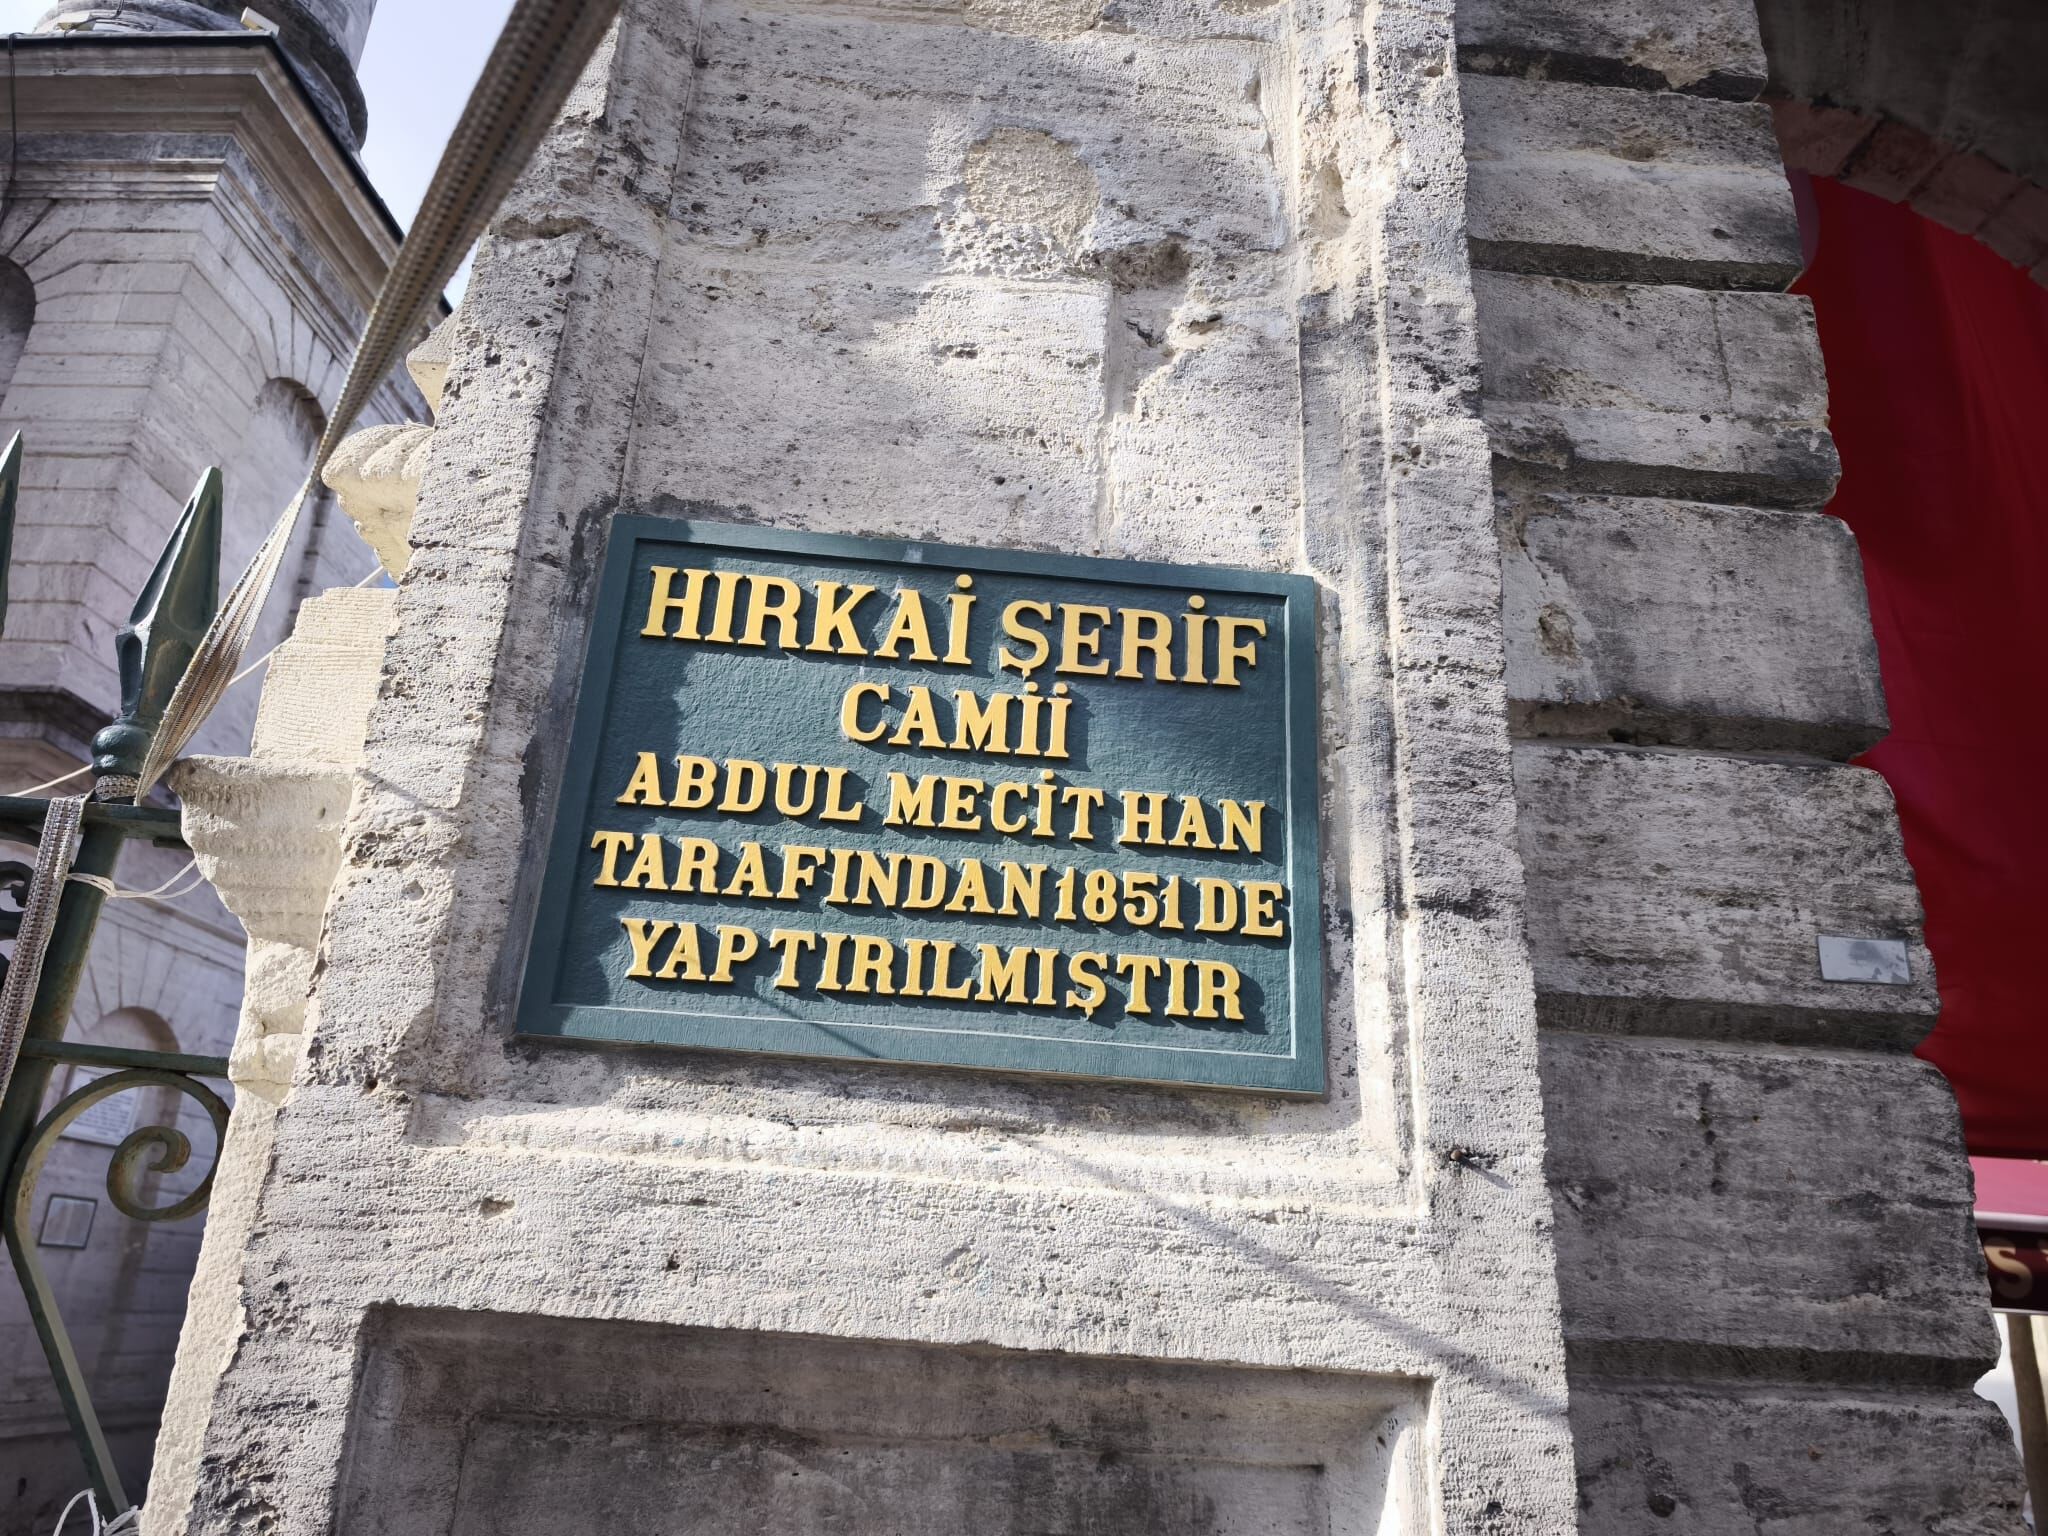 HIRKAİ ŞERİF
CAMİİ
ABDUL MECİT HAN
TARAFINDAN 1851 DE
YAPTIRILMIŞTIR